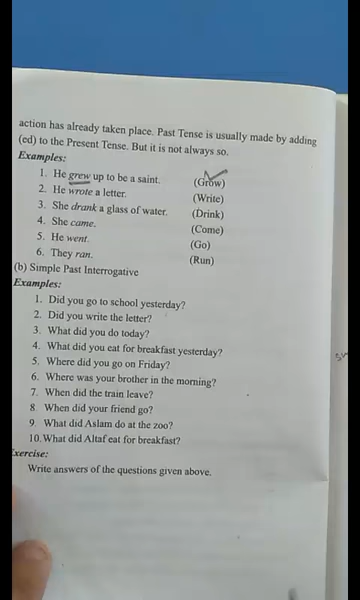 action has already taken place. Past Tense is usually made by adding
(ed) to the Present Tense. But it is not always so.
Examples:
1. He grew up to be a saint. (Grow)
2. He wrote a letter. (Write)
3. She drank a glass of water. (Drink)
4. She came. (Come)
5. He went. (Go)
6. They ran. (Run)
(b) Simple Past Interrogative
Examples:
1. Did you go to school yesterday?
2. Did you write the letter?
3. What did you do today?
4. What did you eat for breakfast yesterday?
5. Where did you go on Friday?
6. Where was your brother in the morning?
7. When did the train leave?
8. When did your friend go?
9. What did Aslam do at the zoo?
10. What did Altaf eat for breakfast?
Exercise:
Write answers of the questions given above.